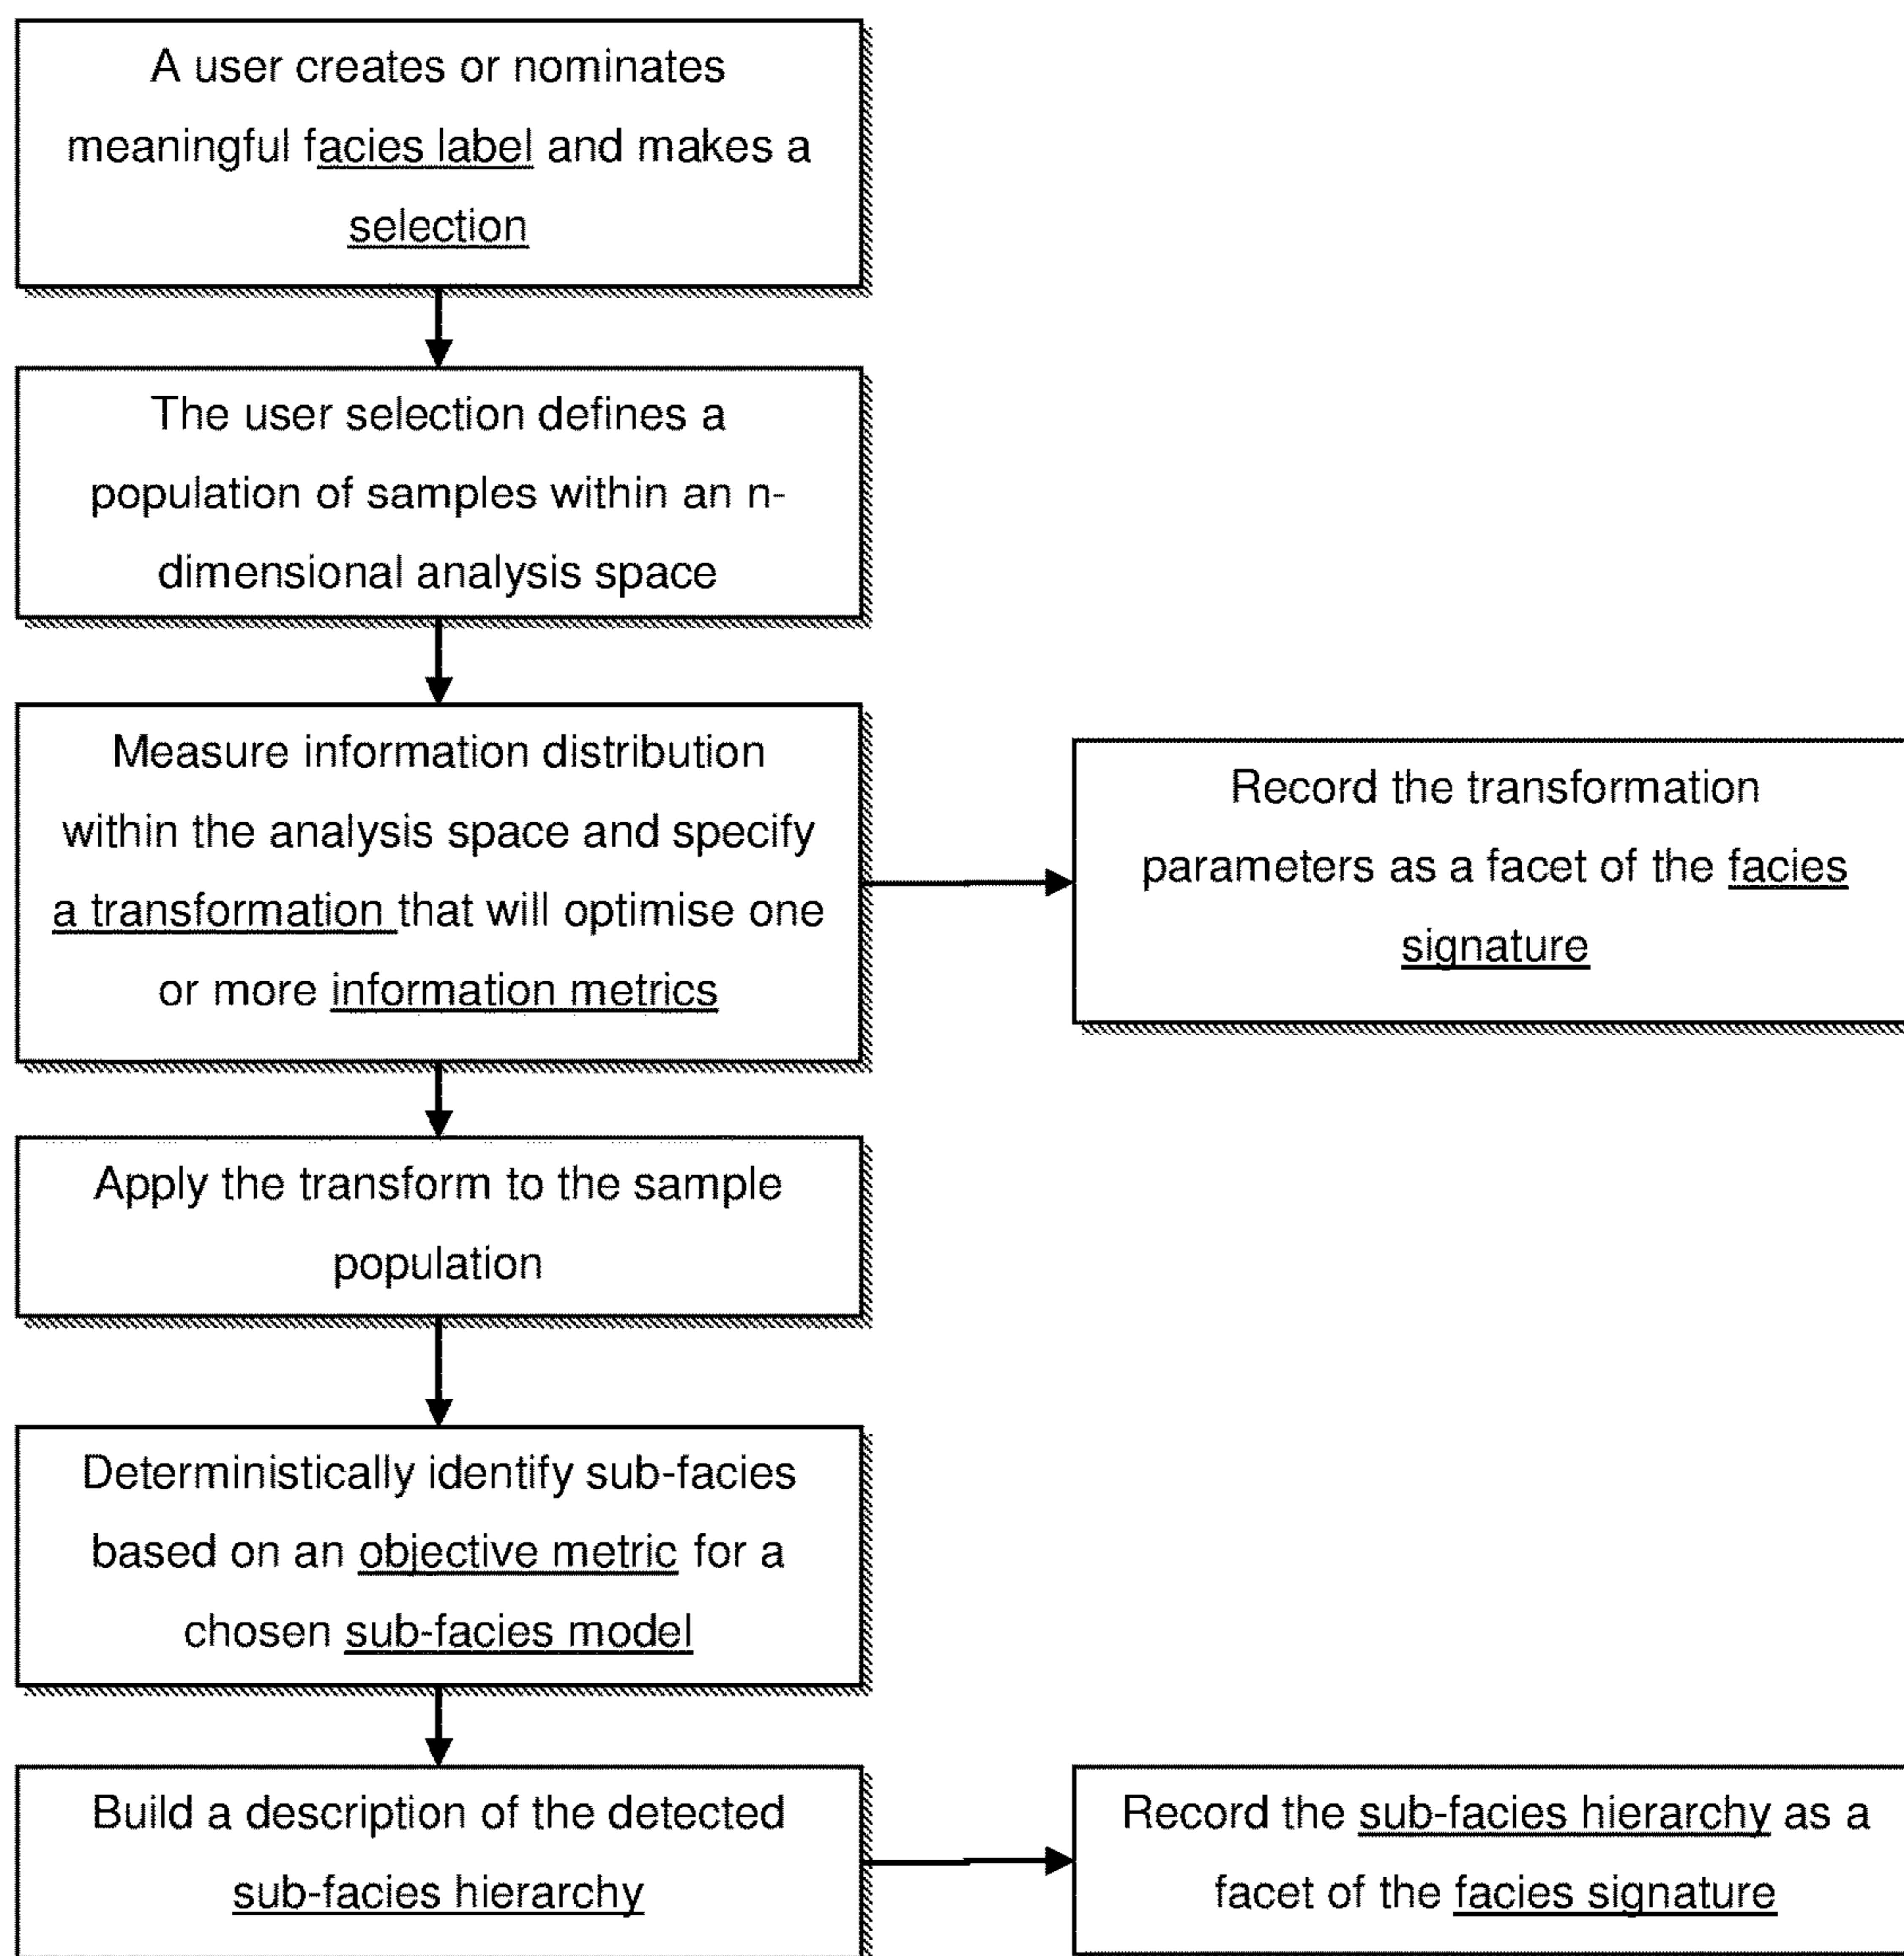 A user creates or nominates
meaningful facies label and makes a
selection
The user selection defines a
population of samples within an n-
dimensional analysis space
Measure information distribution
within the analysis space and specify
a transformation that will optimise one
or more information metrics
Record the transformation
parameters as a facet of the facies
signature
Apply the transform to the sample
population
Deterministically identify sub-facies
based on an objective metric for a
chosen sub-facies model
Build a description of the detected
sub-facies hierarchy
Record the sub-facies hierarchy as a
facet of the facies signature